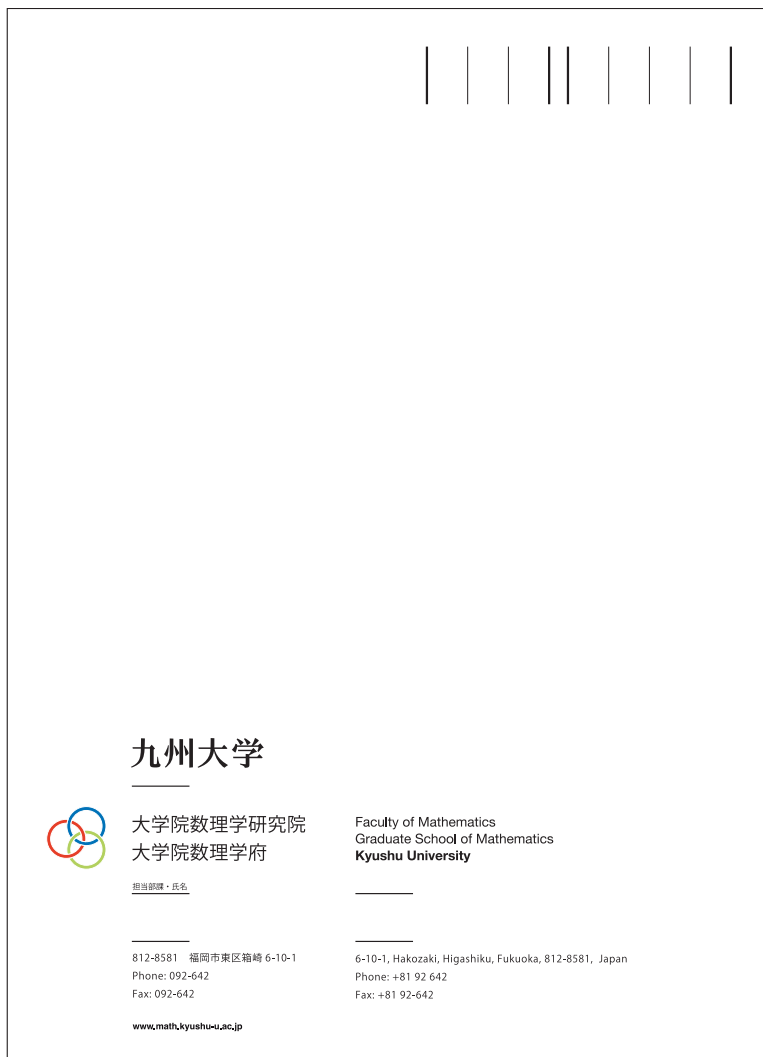 九州大学
大学院数理学研究院
大学院数理学府
Faculty of Mathematics
Graduate School of Mathematics
Kyushu University
担当部課・氏名
812-8581　福岡市東区箱崎 6-10-1
Phone: 092-642
Fax: 092-642
6-10-1, Hakozaki, Higashiku, Fukuoka, 812-8581, Japan
Phone: +81 92 642
Fax: +81 92-642
www.math.kyushu-u.ac.jp